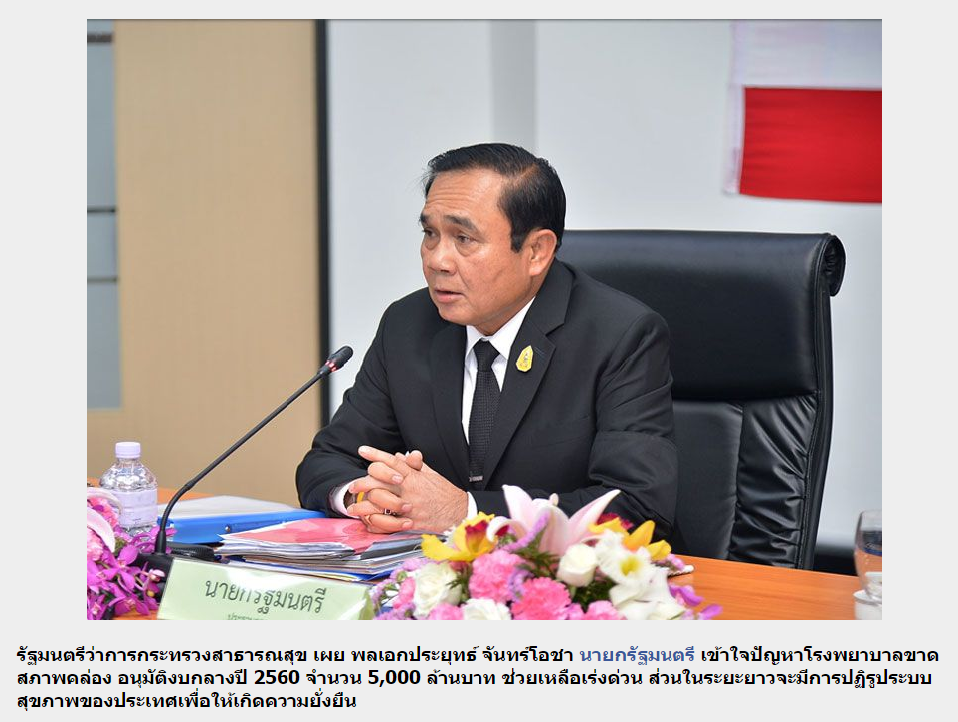 นายกรัฐมนตรี
รัฐมนตรีว่าการกระทรวงสาธารณสุข เผย พลเอกประยุทธ์ จันทร์โอชา นายกรัฐมนตรี เข้าใจปัญหาโรงพยาบาลขาด
สภาพคล่อง อนุมัติงบกลางปี 2560 จำนวน 5,000 ล้านบาท ช่วยเหลือเร่งด่วน ส่วนในระยะยาวจะมีการปฏิรูประบบ
สุขภาพของประเทศเพื่อให้เกิดความยั่งยืน